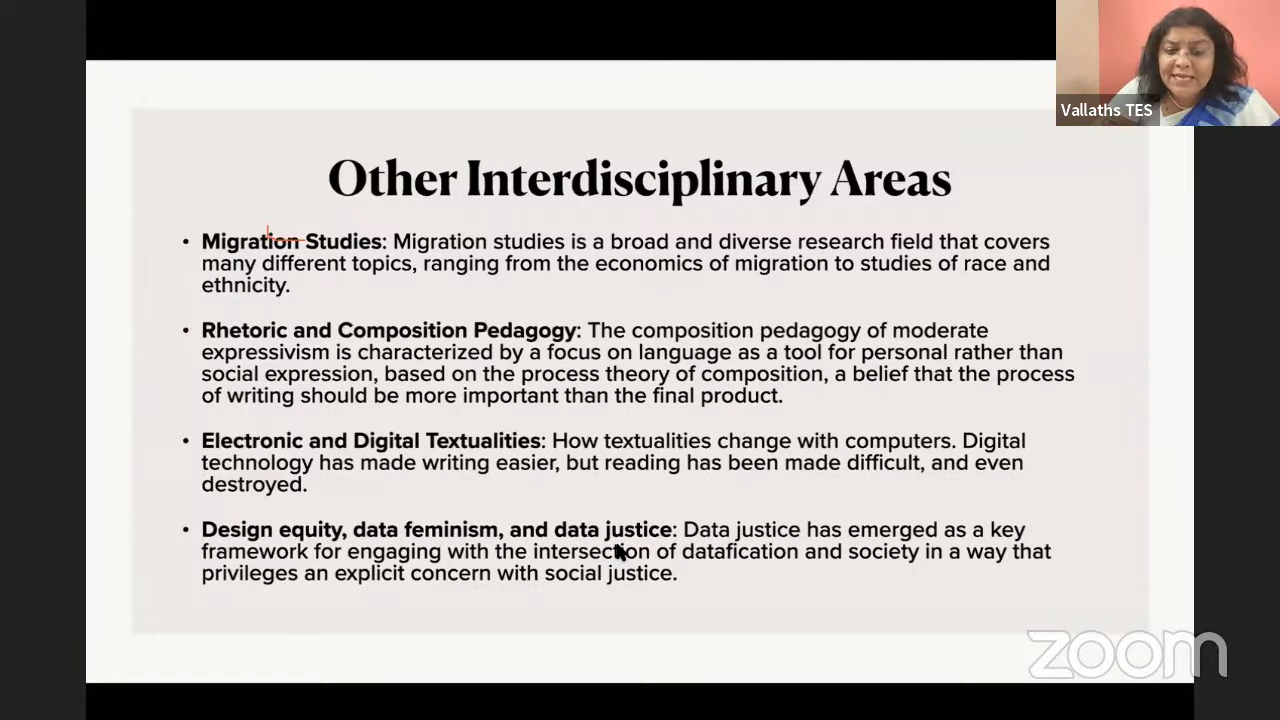 Vallaths TES
Other Interdisciplinary Areas
• Migration Studies: Migration studies is a broad and diverse research field that covers
many different topics, ranging from the economics of migration to studies of race and
ethnicity.
• Rhetoric and Composition Pedagogy: The composition pedagogy of moderate
expressivism is characterized by a focus on language as a tool for personal rather than
social expression, based on the process theory of composition, a belief that the process
of writing should be more important than the final product.
• Electronic and Digital Textualities: How textualities change with computers. Digital
technology has made writing easier, but reading has been made difficult, and even
destroyed.
• Design equity, data feminism, and data justice: Data justice has emerged as a key
framework for engaging with the intersection of datafication and society in a way that
privileges an explicit concern with social justice.
zoom